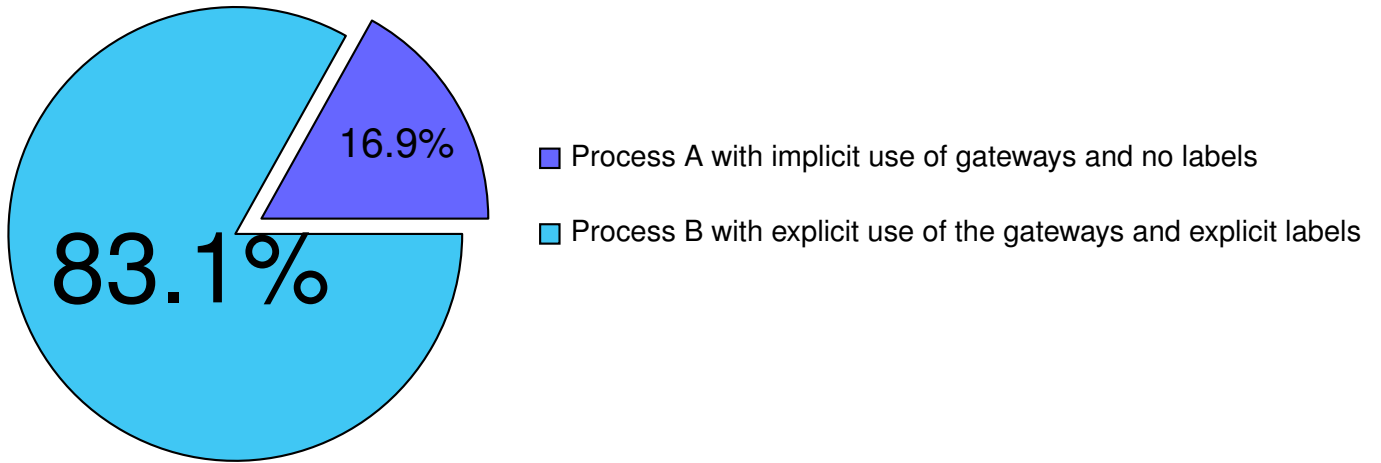 16.9%
83.1%
Process A with implicit use of gateways and no labels
Process B with explicit use of the gateways and explicit labels